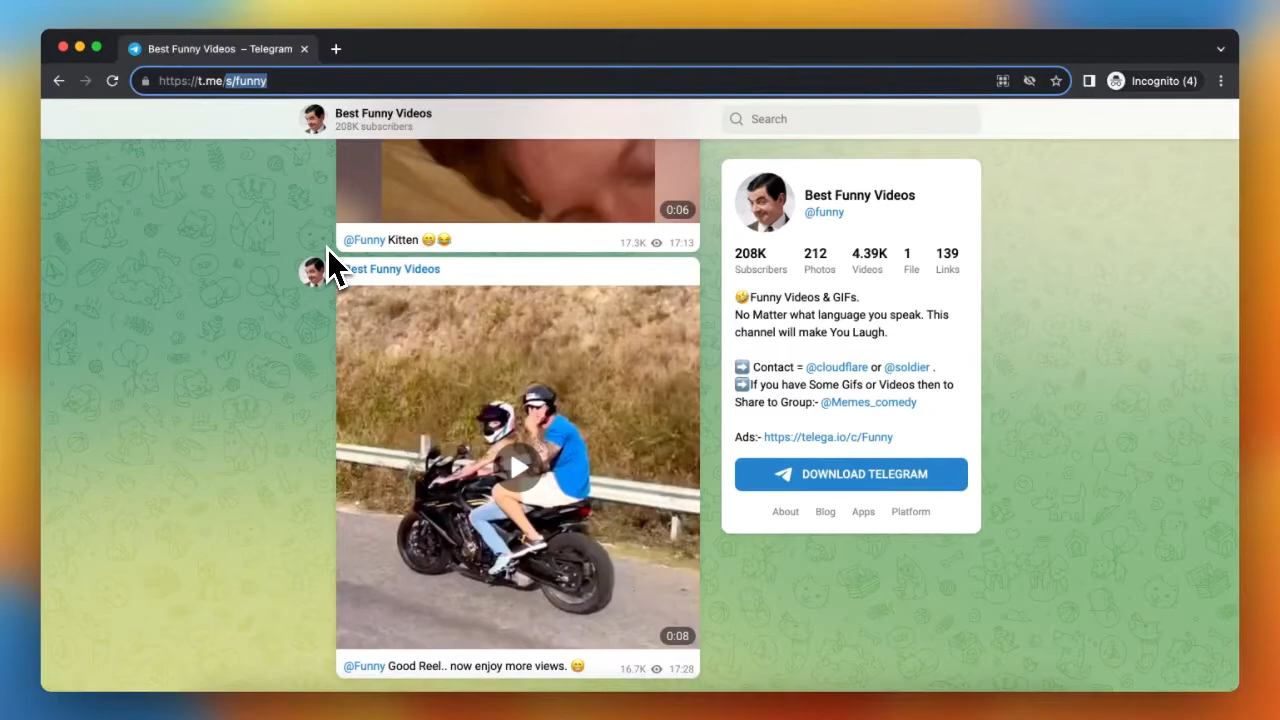 Best Funny Videos – Telegram
https://t.me/s/funny
Incognito (4)
Best Funny Videos
208K subscribers
Search
0:06
@Funny Kitten 😁😂
17.3K 17:13
Best Funny Videos
0:08
@Funny Good Reel.. now enjoy more views. 😁
16.7K 17:28
Best Funny Videos
@funny
208K 212 4.39K 1 139
Subscribers Photos Videos File Links
🤣Funny Videos & GIFs.
No Matter what language you speak. This
channel will make You Laugh.
➡️ Contact = @cloudflare or @soldier .
➡️If you have Some Gifs or Videos then to
Share to Group:- @Memes_comedy
Ads:- https://telega.io/c/Funny
DOWNLOAD TELEGRAM
About Blog Apps Platform